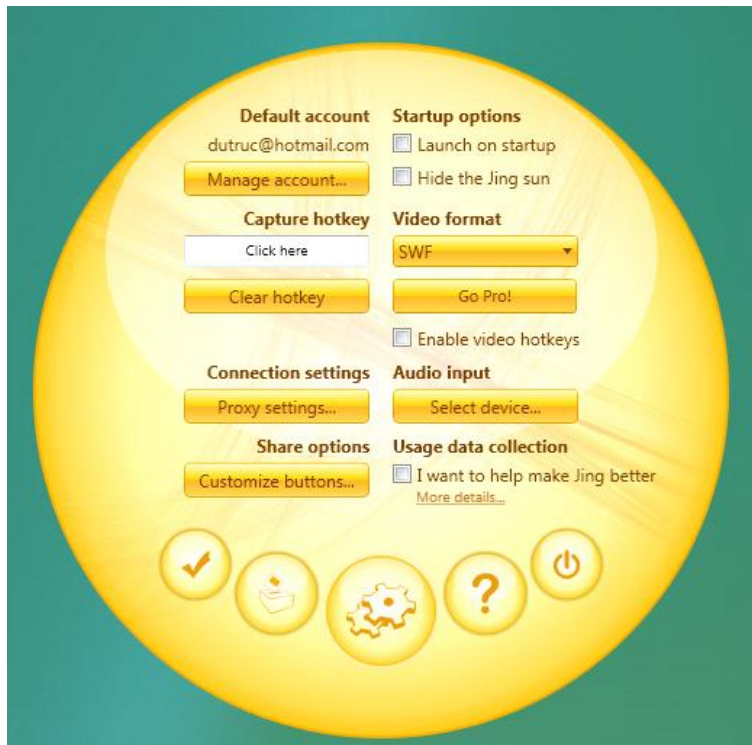 Default account
dutruc@hotmail.com
Manage account...
Capture hotkey
Click here
Clear hotkey
Connection settings
Proxy settings...
Share options
Customize buttons...
Startup options
Launch on startup
Hide the Jing sun
Video format
SWF
Go Pro!
Enable video hotkeys
Audio input
Select device...
Usage data collection
I want to help make Jing better
More details...
?